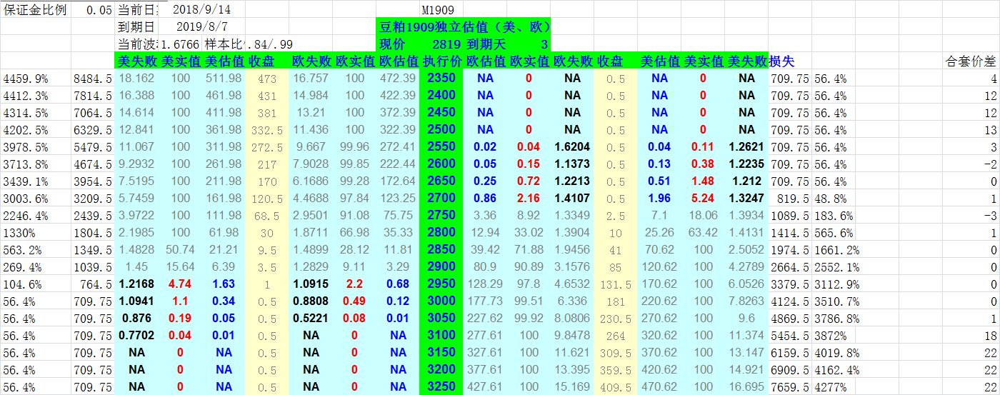 保证金比例 0.05 当前日 2018/9/14 M1909
到期日 2019/8/7 豆粕1909独立估值（美、欧）
当前波 1.6766 样本比 .84/.99 现价 2819 到期天 3
美失败 美实值 美估值 收盘 欧失败 欧实值 欧估值 执行价 欧估值 欧实值 欧失败 收盘 美估值 美实值 美失败 损失 合套价差
4459.9% 8484.5 18.162 100 511.98 473 16.757 100 472.39 2350 NA 0 NA 0.5 NA 0 NA 709.75 56.4% 4
4412.3% 7814.5 16.388 100 461.98 431 14.984 100 422.39 2400 NA 0 NA 0.5 NA 0 NA 709.75 56.4% 12
4314.5% 7064.5 14.614 100 411.98 381 13.21 100 372.39 2450 NA 0 NA 0.5 NA 0 NA 709.75 56.4% 12
4202.5% 6329.5 12.841 100 361.98 332.5 11.436 100 322.39 2500 NA 0 NA 0.5 NA 0 NA 709.75 56.4% 13
3978.5% 5479.5 11.067 100 311.98 272.5 9.667 99.96 272.41 2550 0.02 0.04 1.6204 0.5 0.04 0.11 1.2621 709.75 56.4% 3
3713.8% 4674.5 9.2932 100 261.98 217 7.9028 99.85 222.44 2600 0.05 0.15 1.1373 0.5 0.13 0.38 1.2235 709.75 56.4% -2
3439.1% 3954.5 7.5195 100 211.98 170 6.1686 99.28 172.64 2650 0.25 0.72 1.2213 0.5 0.51 1.48 1.212 709.75 56.4% 0
3003.6% 3209.5 5.7459 100 161.98 120.5 4.4688 97.84 123.25 2700 0.86 2.16 1.4107 0.5 1.96 5.24 1.3247 819.5 48.8% 1
2246.4% 2439.5 3.9722 100 111.98 68.5 2.9501 91.08 75.75 2750 3.36 8.92 1.3349 2.5 7.1 18.06 1.3934 1089.5 183.6% -3
1330% 1804.5 2.1985 100 61.98 30 1.8711 66.98 35.33 2800 12.94 33.02 1.3904 10 25.26 63.42 1.4131 1414.5 565.6% 1
563.2% 1349.5 1.4828 50.74 21.21 9.5 1.4899 28.12 11.81 2850 39.42 71.88 1.9456 41 70.62 100 2.5052 1974.5 1661.2% 0
269.4% 1039.5 1.45 15.64 6.39 3.5 1.2829 9.11 3.29 2900 80.9 90.89 3.1576 85 120.62 100 4.2789 2664.5 2552.1% 0
104.6% 764.5 1.2168 4.74 1.63 1 1.0915 2.2 0.68 2950 128.29 97.8 4.6532 131.5 170.62 100 6.0526 3379.5 3112.9% 0
56.4% 709.75 1.0941 1.1 0.34 0.5 0.8808 0.49 0.12 3000 177.73 99.51 6.336 181 220.62 100 7.8263 4124.5 3510.7% 0
56.4% 709.75 0.876 0.19 0.05 0.5 0.5221 0.08 0.01 3050 227.62 99.92 8.0806 230.5 270.62 100 9.6 4869.5 3786.8% 1
56.4% 709.75 0.7702 0.04 0.01 0.5 NA 0 NA 3100 277.61 100 9.8478 264 320.62 100 11.374 5454.5 3872% 18
56.4% 709.75 NA 0 NA 0.5 NA 0 NA 3150 327.61 100 11.621 309.5 370.62 100 13.147 6159.5 4019.8% 22
56.4% 709.75 NA 0 NA 0.5 NA 0 NA 3200 377.61 100 13.395 359.5 420.62 100 14.921 6909.5 4162.4% 22
56.4% 709.75 NA 0 NA 0.5 NA 0 NA 3250 427.61 100 15.169 409.5 470.62 100 16.695 7659.5 4277% 22